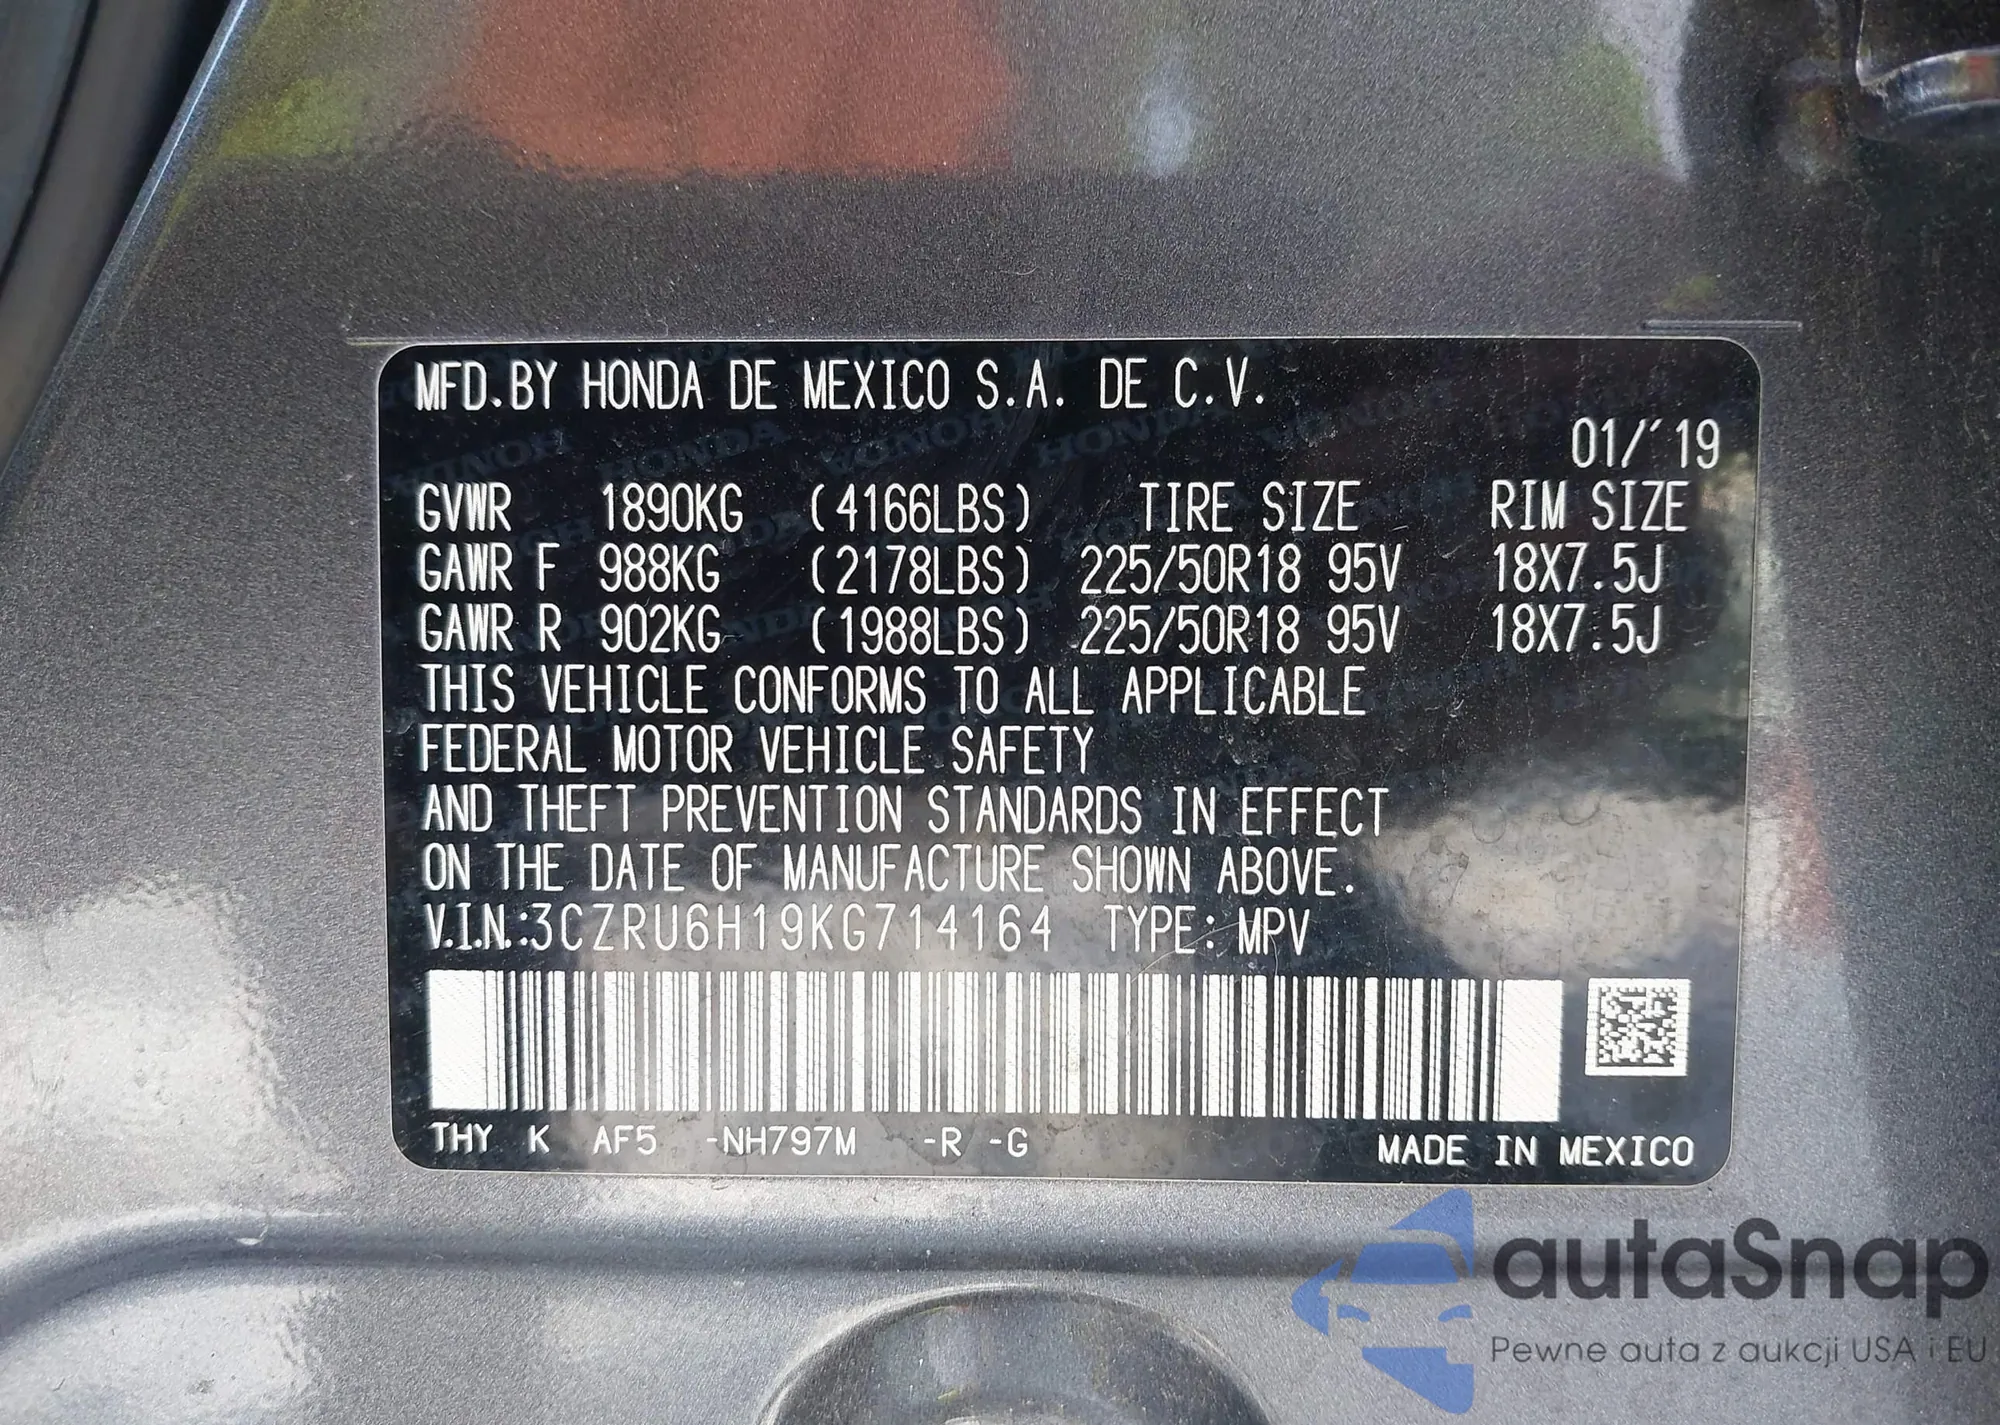 MFD.BY HONDA DE MEXICO S.A. DE C.V.
01/'19
GVWR 1890KG (4166LBS) TIRE SIZE RIM SIZE
GAWR F 988KG (2178LBS) 225/50R18 95V 18X7.5J
GAWR R 902KG (1988LBS) 225/50R18 95V 18X7.5J
THIS VEHICLE CONFORMS TO ALL APPLICABLE
FEDERAL MOTOR VEHICLE SAFETY
AND THEFT PREVENTION STANDARDS IN EFFECT
ON THE DATE OF MANUFACTURE SHOWN ABOVE.
V.I.N.:3CZRU6H19KG714164 TYPE: MPV
THY K AF5 -NH797M -R -G
MADE IN MEXICO
autaSnap
Pewne auta z aukcji USA i EU